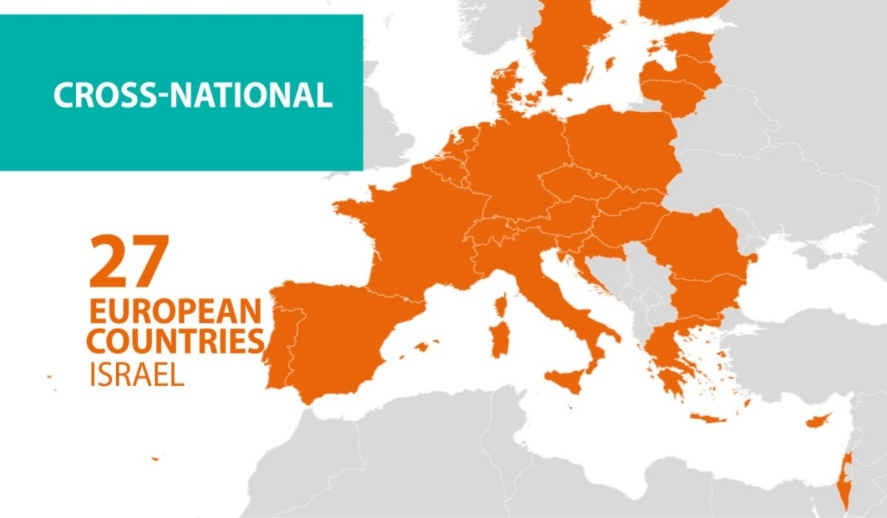 CROSS-NATIONAL
27
EUROPEAN
COUNTRIES
ISRAEL